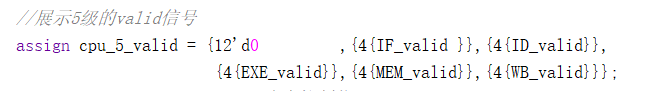 //展示5级的valid信号
assign cpu_5_valid = {12'd0         ,{4{IF_valid }},{4{ID_valid}},
{4{EXE_valid}},{4{MEM_valid}},{4{WB_valid}}};